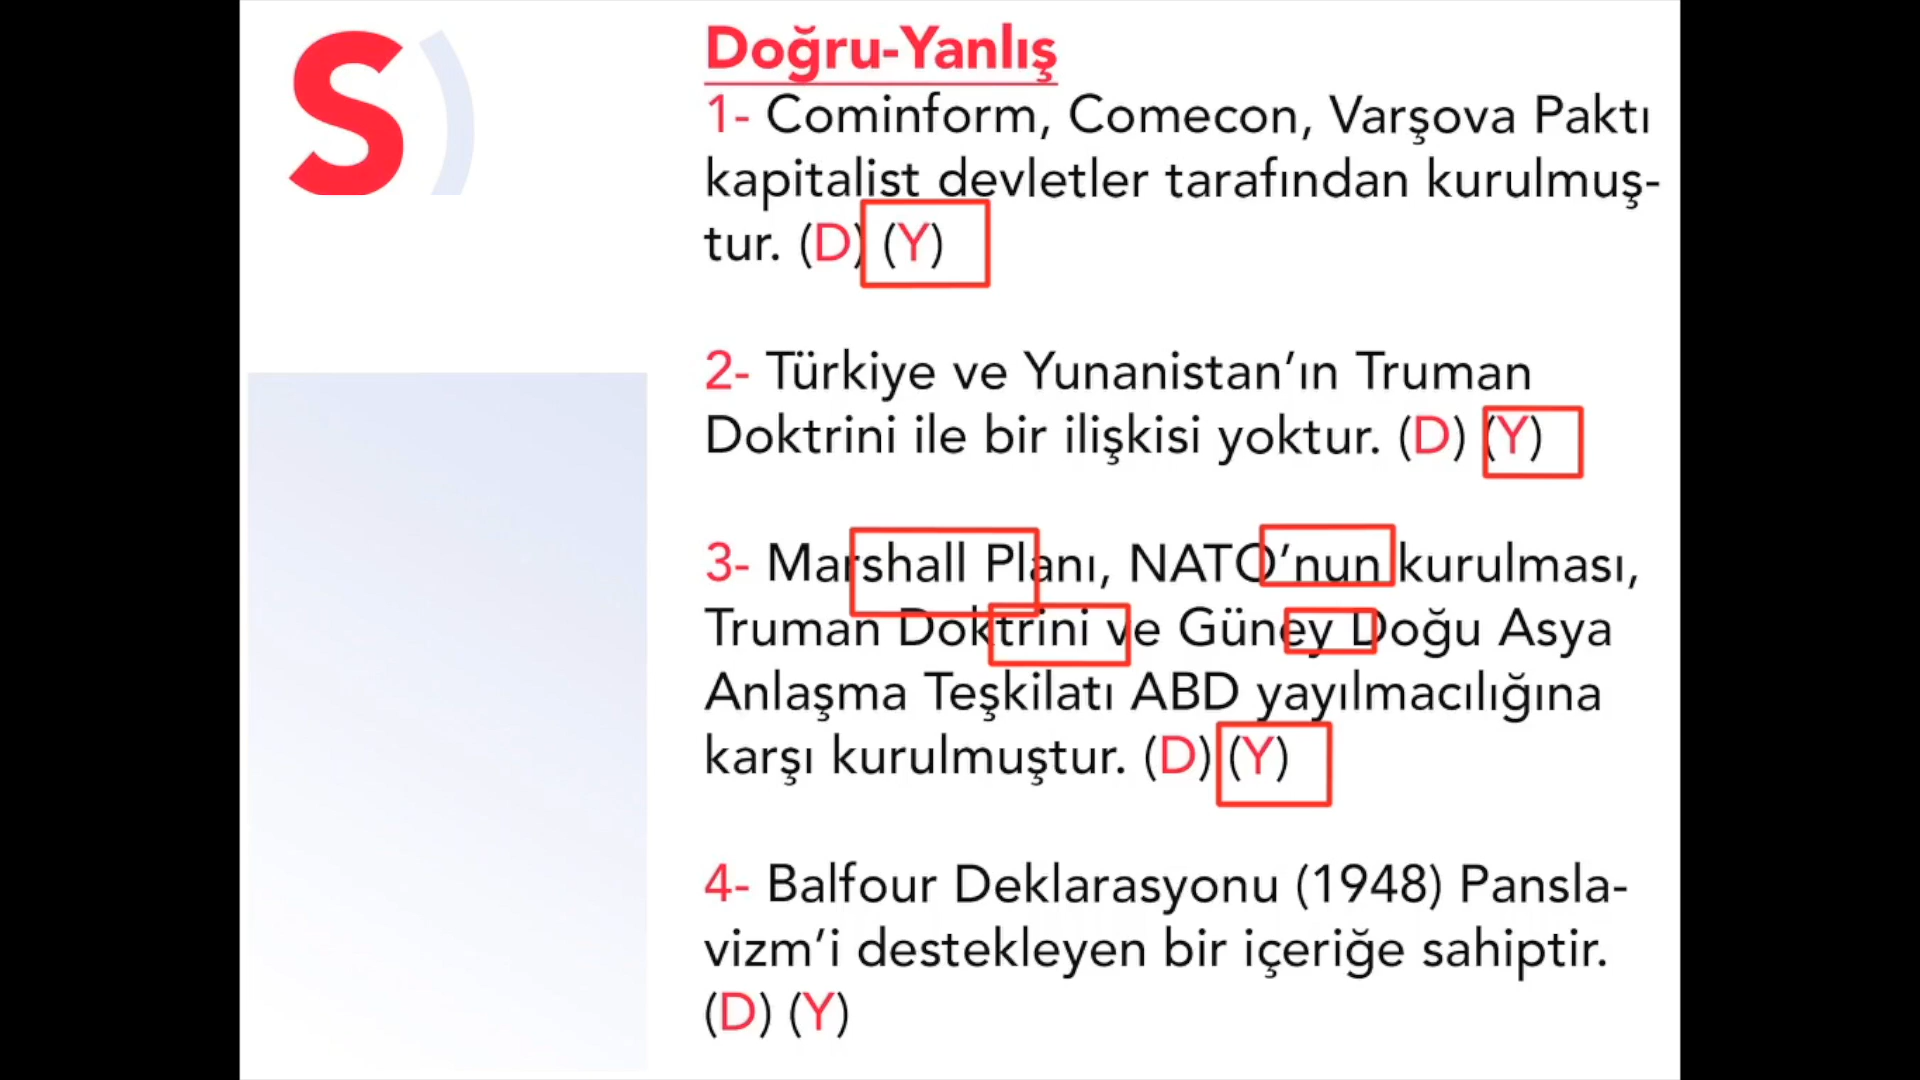 S)
Doğru-Yanlış
1- Cominform, Comecon, Varşova Paktı
kapitalist devletler tarafından kurulmuş-
tur. (D) (Y)
2- Türkiye ve Yunanistan’ın Truman
Doktrini ile bir ilişkisi yoktur. (D) (Y)
3- Marshall Planı, NATO’nun kurulması,
Truman Doktrini ve Güney Doğu Asya
Anlaşma Teşkilatı ABD yayılmacılığına
karşı kurulmuştur. (D) (Y)
4- Balfour Deklarasyonu (1948) Pansla-
vizm’i destekleyen bir içeriğe sahiptir.
(D) (Y)